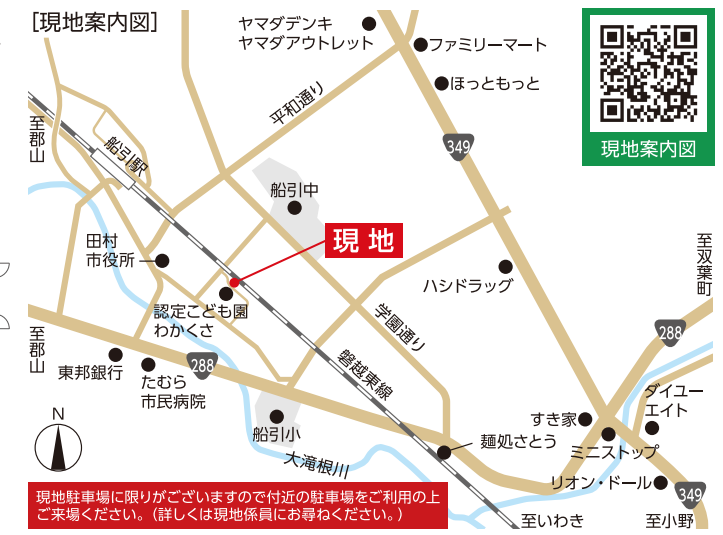 ［現地案内図］
ヤマダデンキ
ヤマダアウトレット
ファミリーマート
ほっともっと
現地案内図
平和通り
至郡山
船引駅
349
船引中
現地
田村
市役所
至双葉町
ハシドラッグ
認定こども園
わかくさ
学園通り
288
至郡山
磐越東線
288
東邦銀行
たむら
市民病院
ダイユー
エイト
すき家
船引小
麺処さとう
ミニストップ
N
大滝根川
リオン・ドール
349
現地駐車場に限りがございますので付近の駐車場をご利用の上
ご来場ください。（詳しくは現地係員にお尋ねください。）
至いわき
至小野